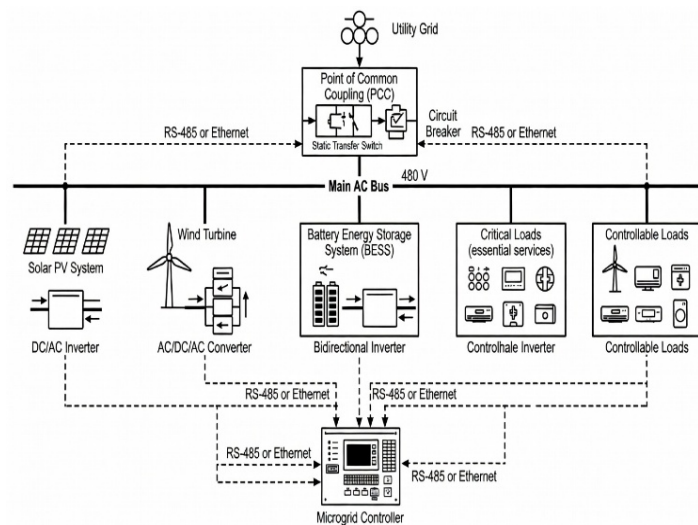 Utility Grid
Point of Common
Coupling (PCC)
Static Transfer Switch
Circuit
Breaker
RS-485 or Ethernet
RS-485 or Ethernet
Main AC Bus
480 V
Solar PV System
DC/AC Inverter
Wind Turbine
AC/DC/AC Converter
Battery Energy Storage
System (BESS)
Bidirectional Inverter
Critical Loads
(essential services)
Controlhale Inverter
Controllable Loads
Controllable Loads
RS-485 or Ethernet
RS-485 or Ethernet
RS-485 or Ethernet
RS-485 or Ethernet
Microgrid Controller